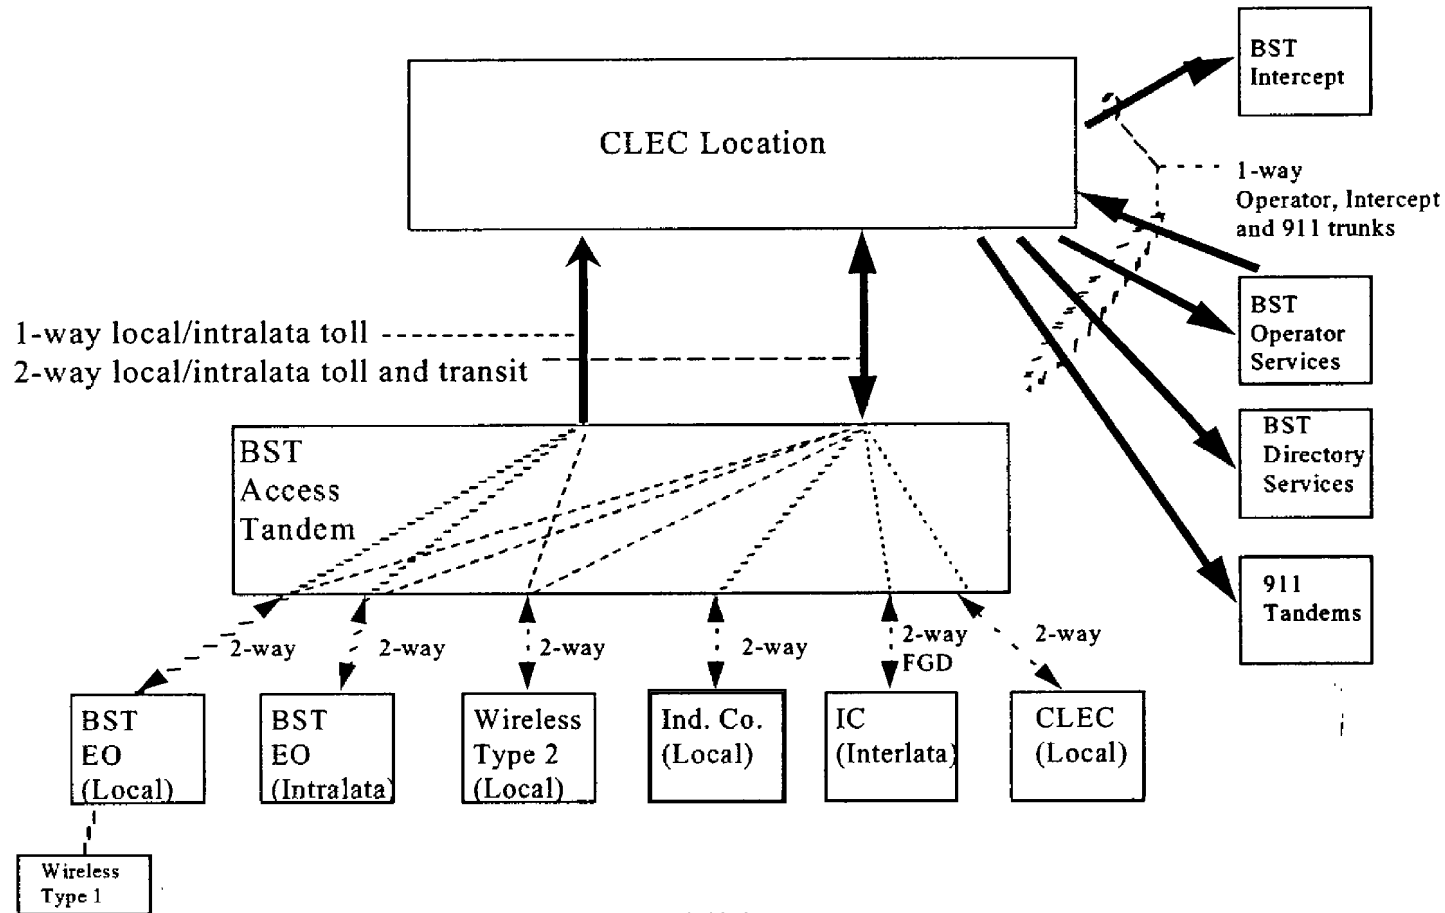 BST
Intercept
CLEC Location
1-way
Operator, Intercept
and 911 trunks
BST
Operator
Services
1-way local/intralata toll
2-way local/intralata toll and transit
BST
Directory
Services
BST
Access
Tandem
911
Tandems
2-way
2-way
2-way
2-way
2-way
FGD
2-way
BST
EO
(Local)
BST
EO
(Intralata)
Wireless
Type 2
(Local)
Ind. Co.
(Local)
IC
(Interlata)
CLEC
(Local)
Wireless
Type 1